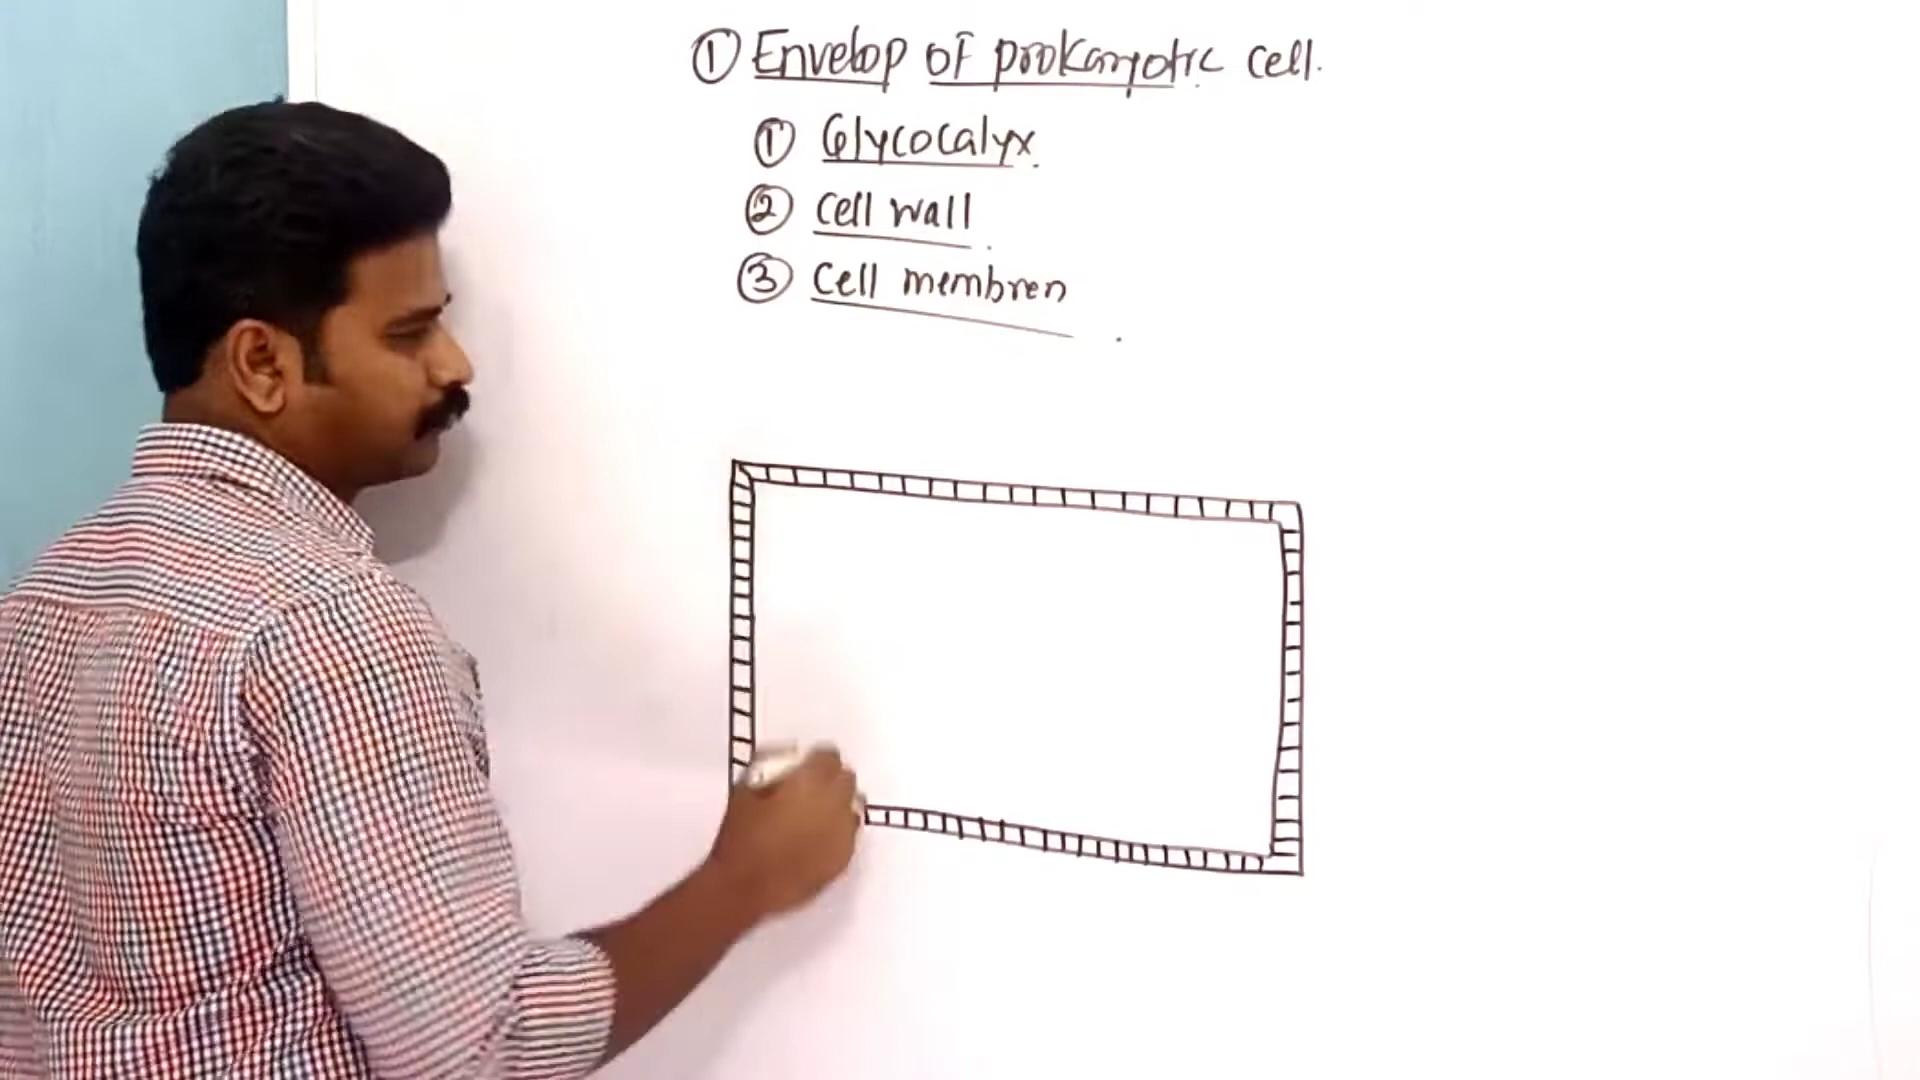 ① Envelop of prokaryotic cell.
① Glycocalyx.
② Cell wall
③ Cell membren